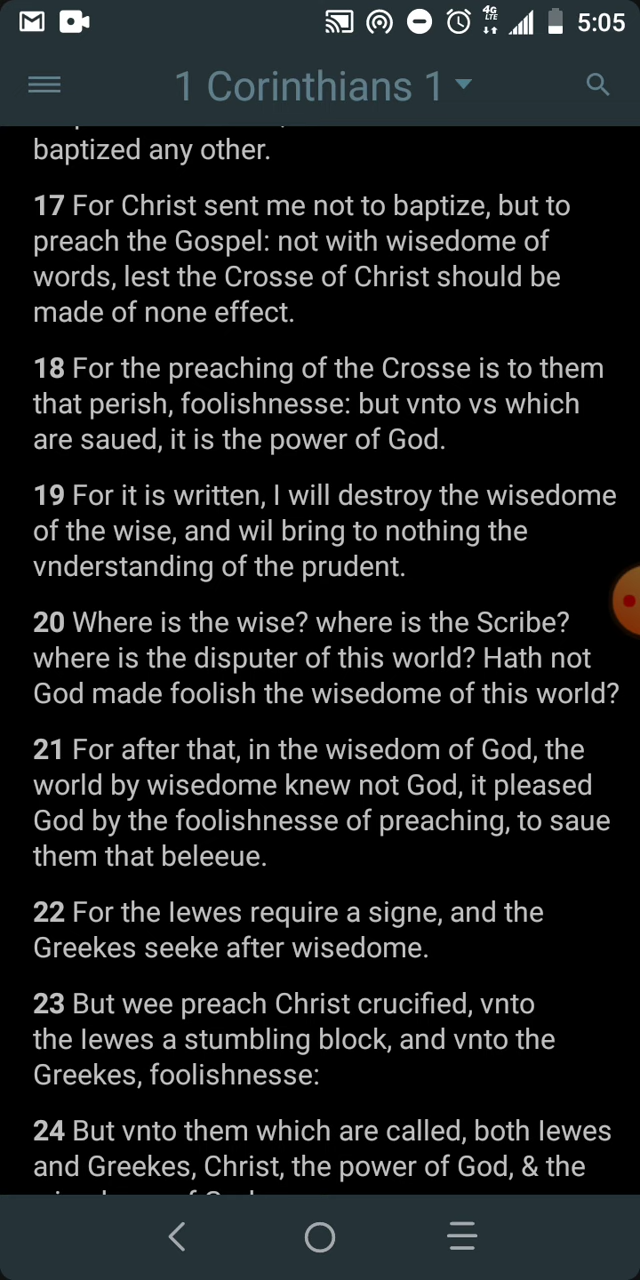 4G
LTE
5:05
1 Corinthians 1
baptized any other.
17 For Christ sent me not to baptize, but to
preach the Gospel: not with wisedome of
words, lest the Crosse of Christ should be
made of none effect.
18 For the preaching of the Crosse is to them
that perish, foolishnesse: but vnto vs which
are saued, it is the power of God.
19 For it is written, I will destroy the wisedome
of the wise, and wil bring to nothing the
vnderstanding of the prudent.
20 Where is the wise? where is the Scribe?
where is the disputer of this world? Hath not
God made foolish the wisedome of this world?
21 For after that, in the wisedom of God, the
world by wisedome knew not God, it pleased
God by the foolishnesse of preaching, to saue
them that beleeue.
22 For the Iewes require a signe, and the
Greekes seeke after wisedome.
23 But wee preach Christ crucified, vnto
the Iewes a stumbling block, and vnto the
Greekes, foolishnesse:
24 But vnto them which are called, both Iewes
and Greekes, Christ, the power of God, & the